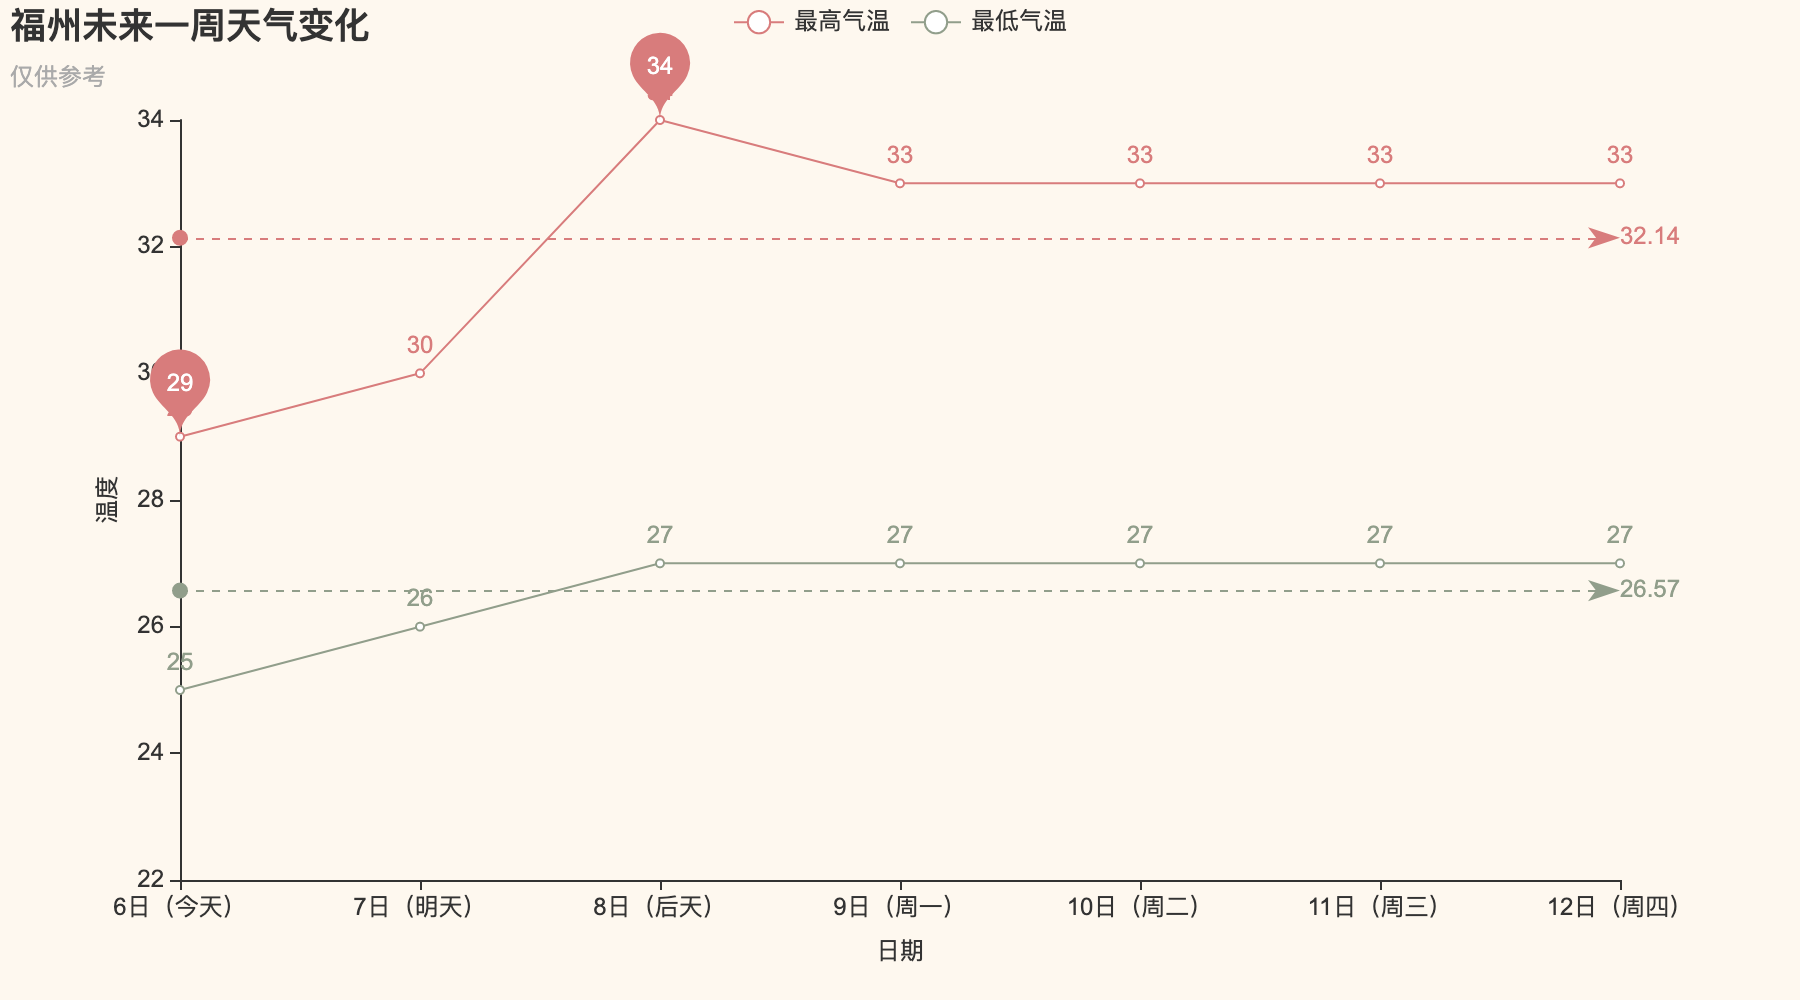 福州未来一周天气变化
仅供参考
最高气温 最低气温
34
34
33 33 33 33
32
32.14
30
29
28
27 27 27 27 27
26.57
26
26
25
24
22
温度
6日（今天） 7日（明天） 8日（后天） 9日（周一） 10日（周二） 11日（周三） 12日（周四）
日期